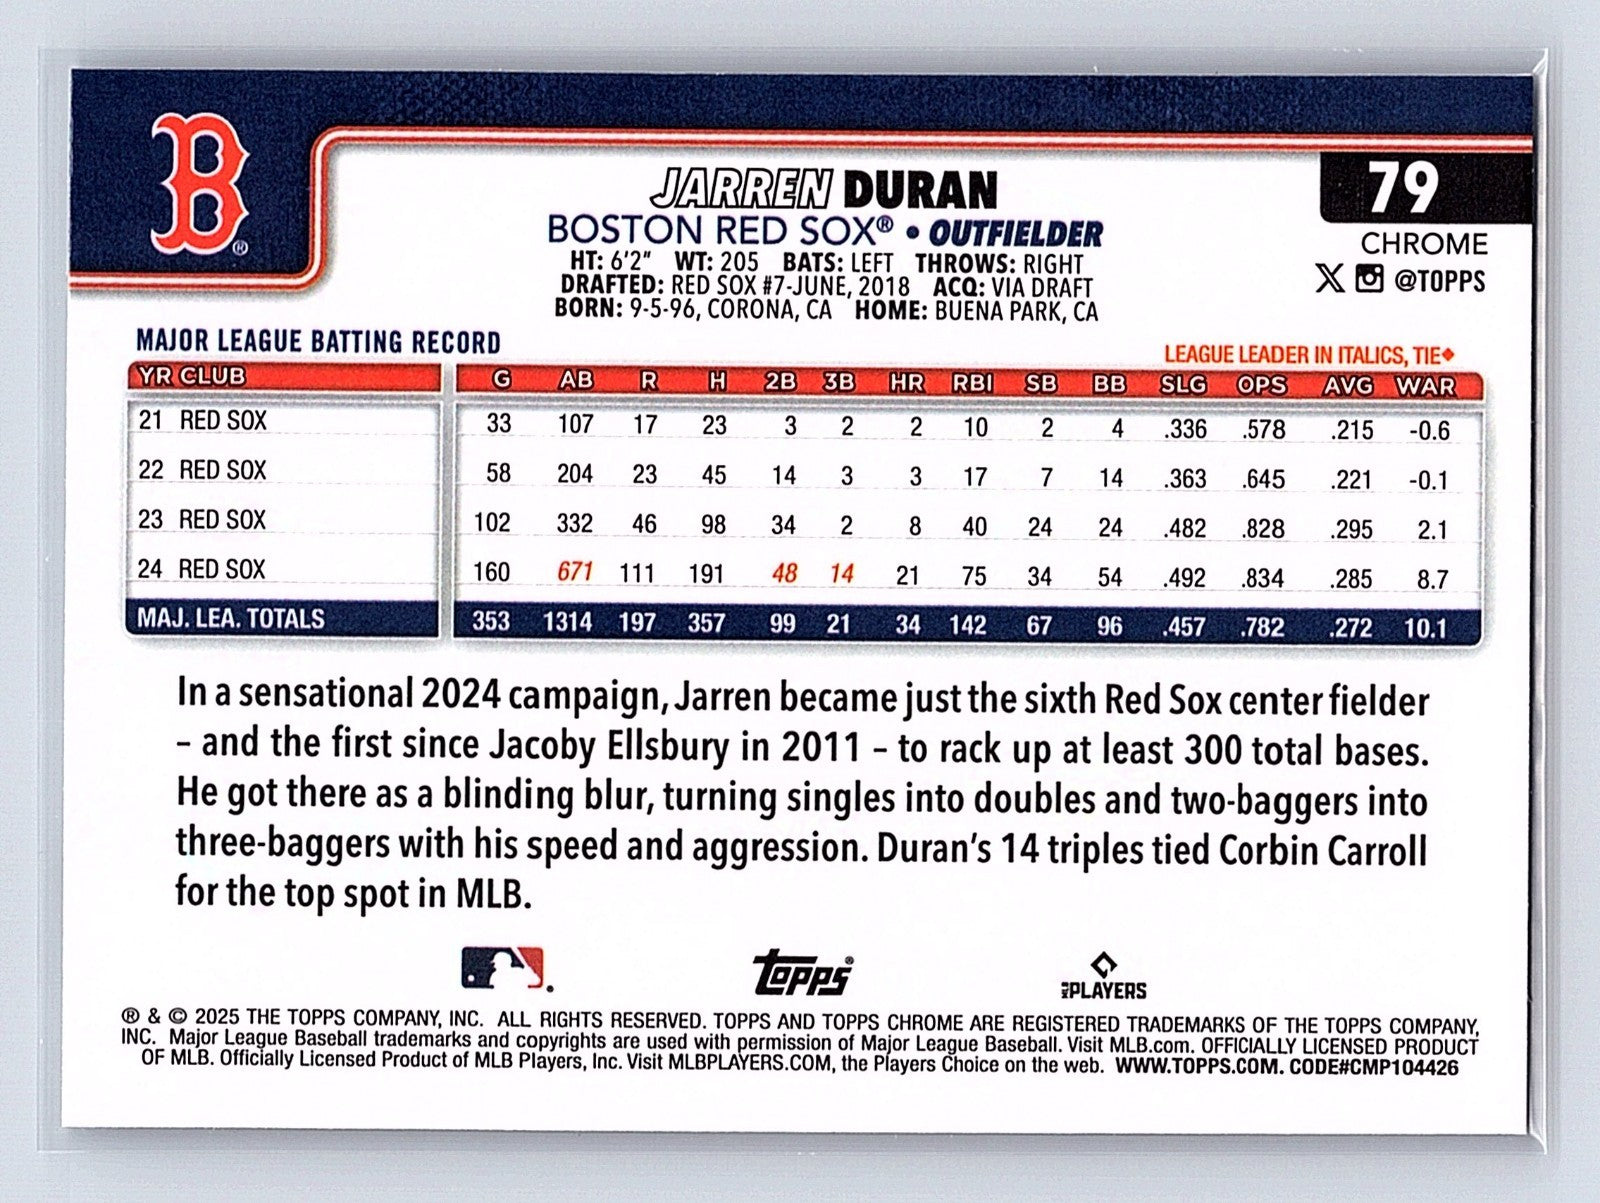 B®
JARREN DURAN
79
BOSTON RED SOX® • OUTFIELDER
CHROME
HT: 6'2" WT: 205 BATS: LEFT THROWS: RIGHT
DRAFTED: RED SOX #7-JUNE, 2018 ACQ: VIA DRAFT
X @TOPPS
BORN: 9-5-96, CORONA, CA HOME: BUENA PARK, CA
MAJOR LEAGUE BATTING RECORD
LEAGUE LEADER IN ITALICS, TIE◆
YR CLUB G AB R H 2B 3B HR RBI SB BB SLG OPS AVG WAR
21 RED SOX 33 107 17 23 3 2 2 10 2 4 .336 .578 .215 -0.6
22 RED SOX 58 204 23 45 14 3 3 17 7 14 .363 .645 .221 -0.1
23 RED SOX 102 332 46 98 34 2 8 40 24 24 .482 .828 .295 2.1
24 RED SOX 160 671 111 191 48 14 21 75 34 54 .492 .834 .285 8.7
MAJ. LEA. TOTALS 353 1314 197 357 99 21 34 142 67 96 .457 .782 .272 10.1
In a sensational 2024 campaign, Jarren became just the sixth Red Sox center fielder
– and the first since Jacoby Ellsbury in 2011 – to rack up at least 300 total bases.
He got there as a blinding blur, turning singles into doubles and two-baggers into
three-baggers with his speed and aggression. Duran's 14 triples tied Corbin Carroll
for the top spot in MLB.
Topps®
MLB PLAYERS
® & © 2025 THE TOPPS COMPANY, INC. ALL RIGHTS RESERVED. TOPPS AND TOPPS CHROME ARE REGISTERED TRADEMARKS OF THE TOPPS COMPANY,
INC. Major League Baseball trademarks and copyrights are used with permission of Major League Baseball. Visit MLB.com. OFFICIALLY LICENSED PRODUCT
OF MLB. Officially Licensed Product of MLB Players, Inc. Visit MLBPLAYERS.COM, the Players Choice on the web. WWW.TOPPS.COM. CODE#CMP104426